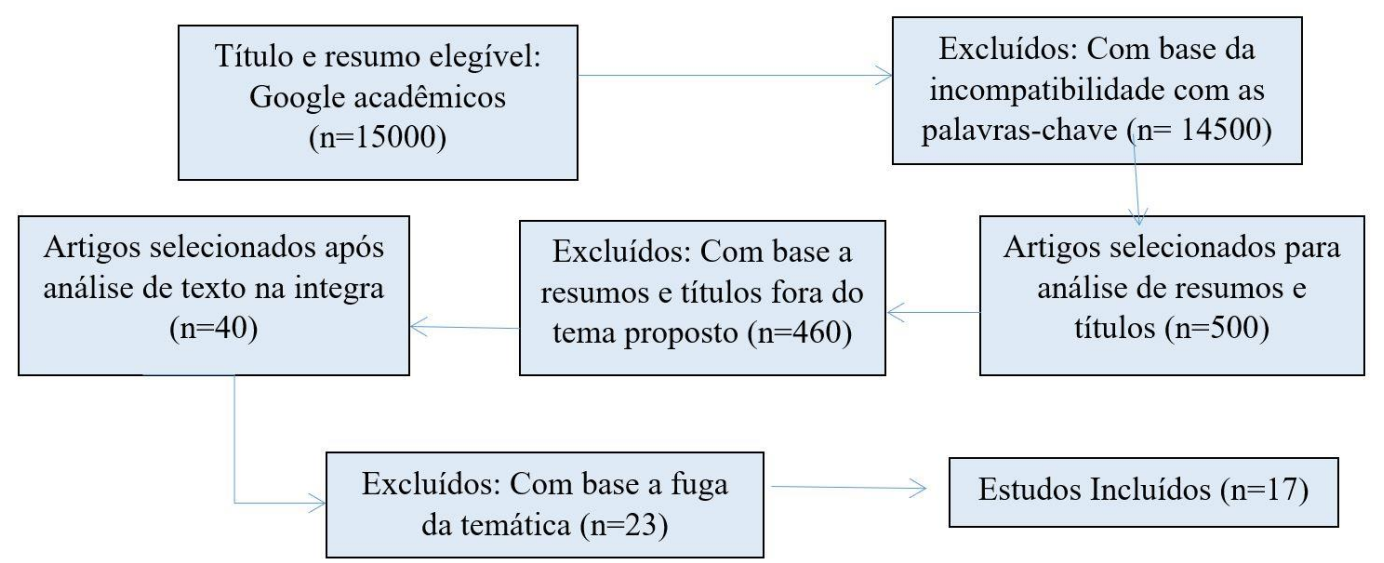 Título e resumo elegível:
Google acadêmicos
(n=15000)
Excluídos: Com base da
incompatibilidade com as
palavras-chave (n= 14500)
Artigos selecionados para
análise de resumos e
títulos (n=500)
Excluídos: Com base a
resumos e títulos fora do
tema proposto (n=460)
Artigos selecionados após
análise de texto na integra
(n=40)
Excluídos: Com base a fuga
da temática (n=23)
Estudos Incluídos (n=17)